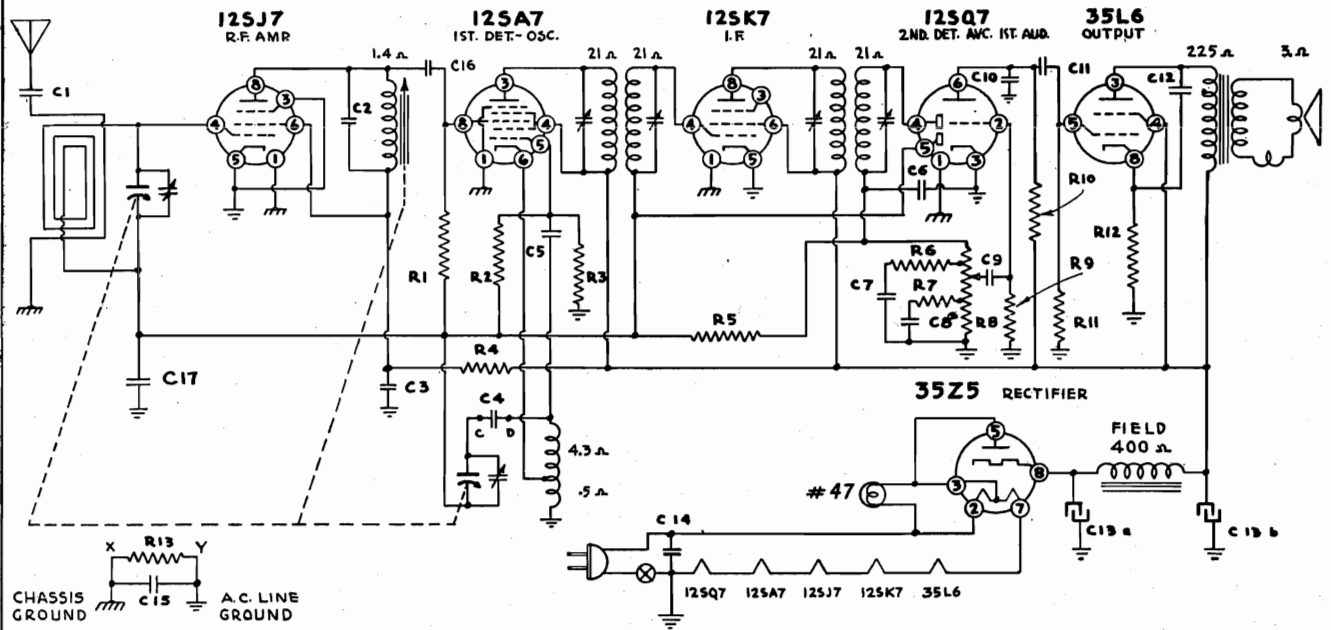 12SJ7
R.F. AMR
12SA7
1ST. DET.-OSC.
12SK7
I.F.
12SQ7
2ND. DET. AVC. 1ST. AUD.
35L6
OUTPUT
1.4 Ω
C16
21 Ω
21 Ω
21 Ω
21 Ω
C10
C11
225 Ω
C12
3 Ω
C1
C2
8
3
4
6
5
1
3
8
4
5
1
6
8
3
4
6
1
5
6
4
2
5
1
3
3
5
4
8
C6
R10
R1
R2
C5
R3
R6
C9
R9
R12
C7
R7
C8
R8
R11
R5
R4
C17
C3
C4
C
D
4.3 Ω
.5 Ω
35Z5 RECTIFIER
FIELD
400 Ω
5
3
8
2
7
#47
C14
C13a
C13b
X
R13
Y
C15
CHASSIS
GROUND
A.C. LINE
GROUND
12SQ7
12SA7
12SJ7
12SK7
35L6